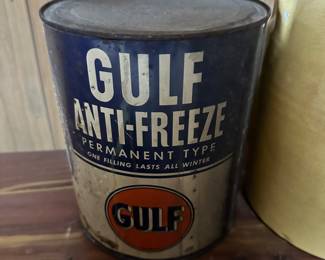 GULF
ANTI-FREEZE
PERMANENT TYPE
ONE FILLING LASTS ALL WINTER
GULF